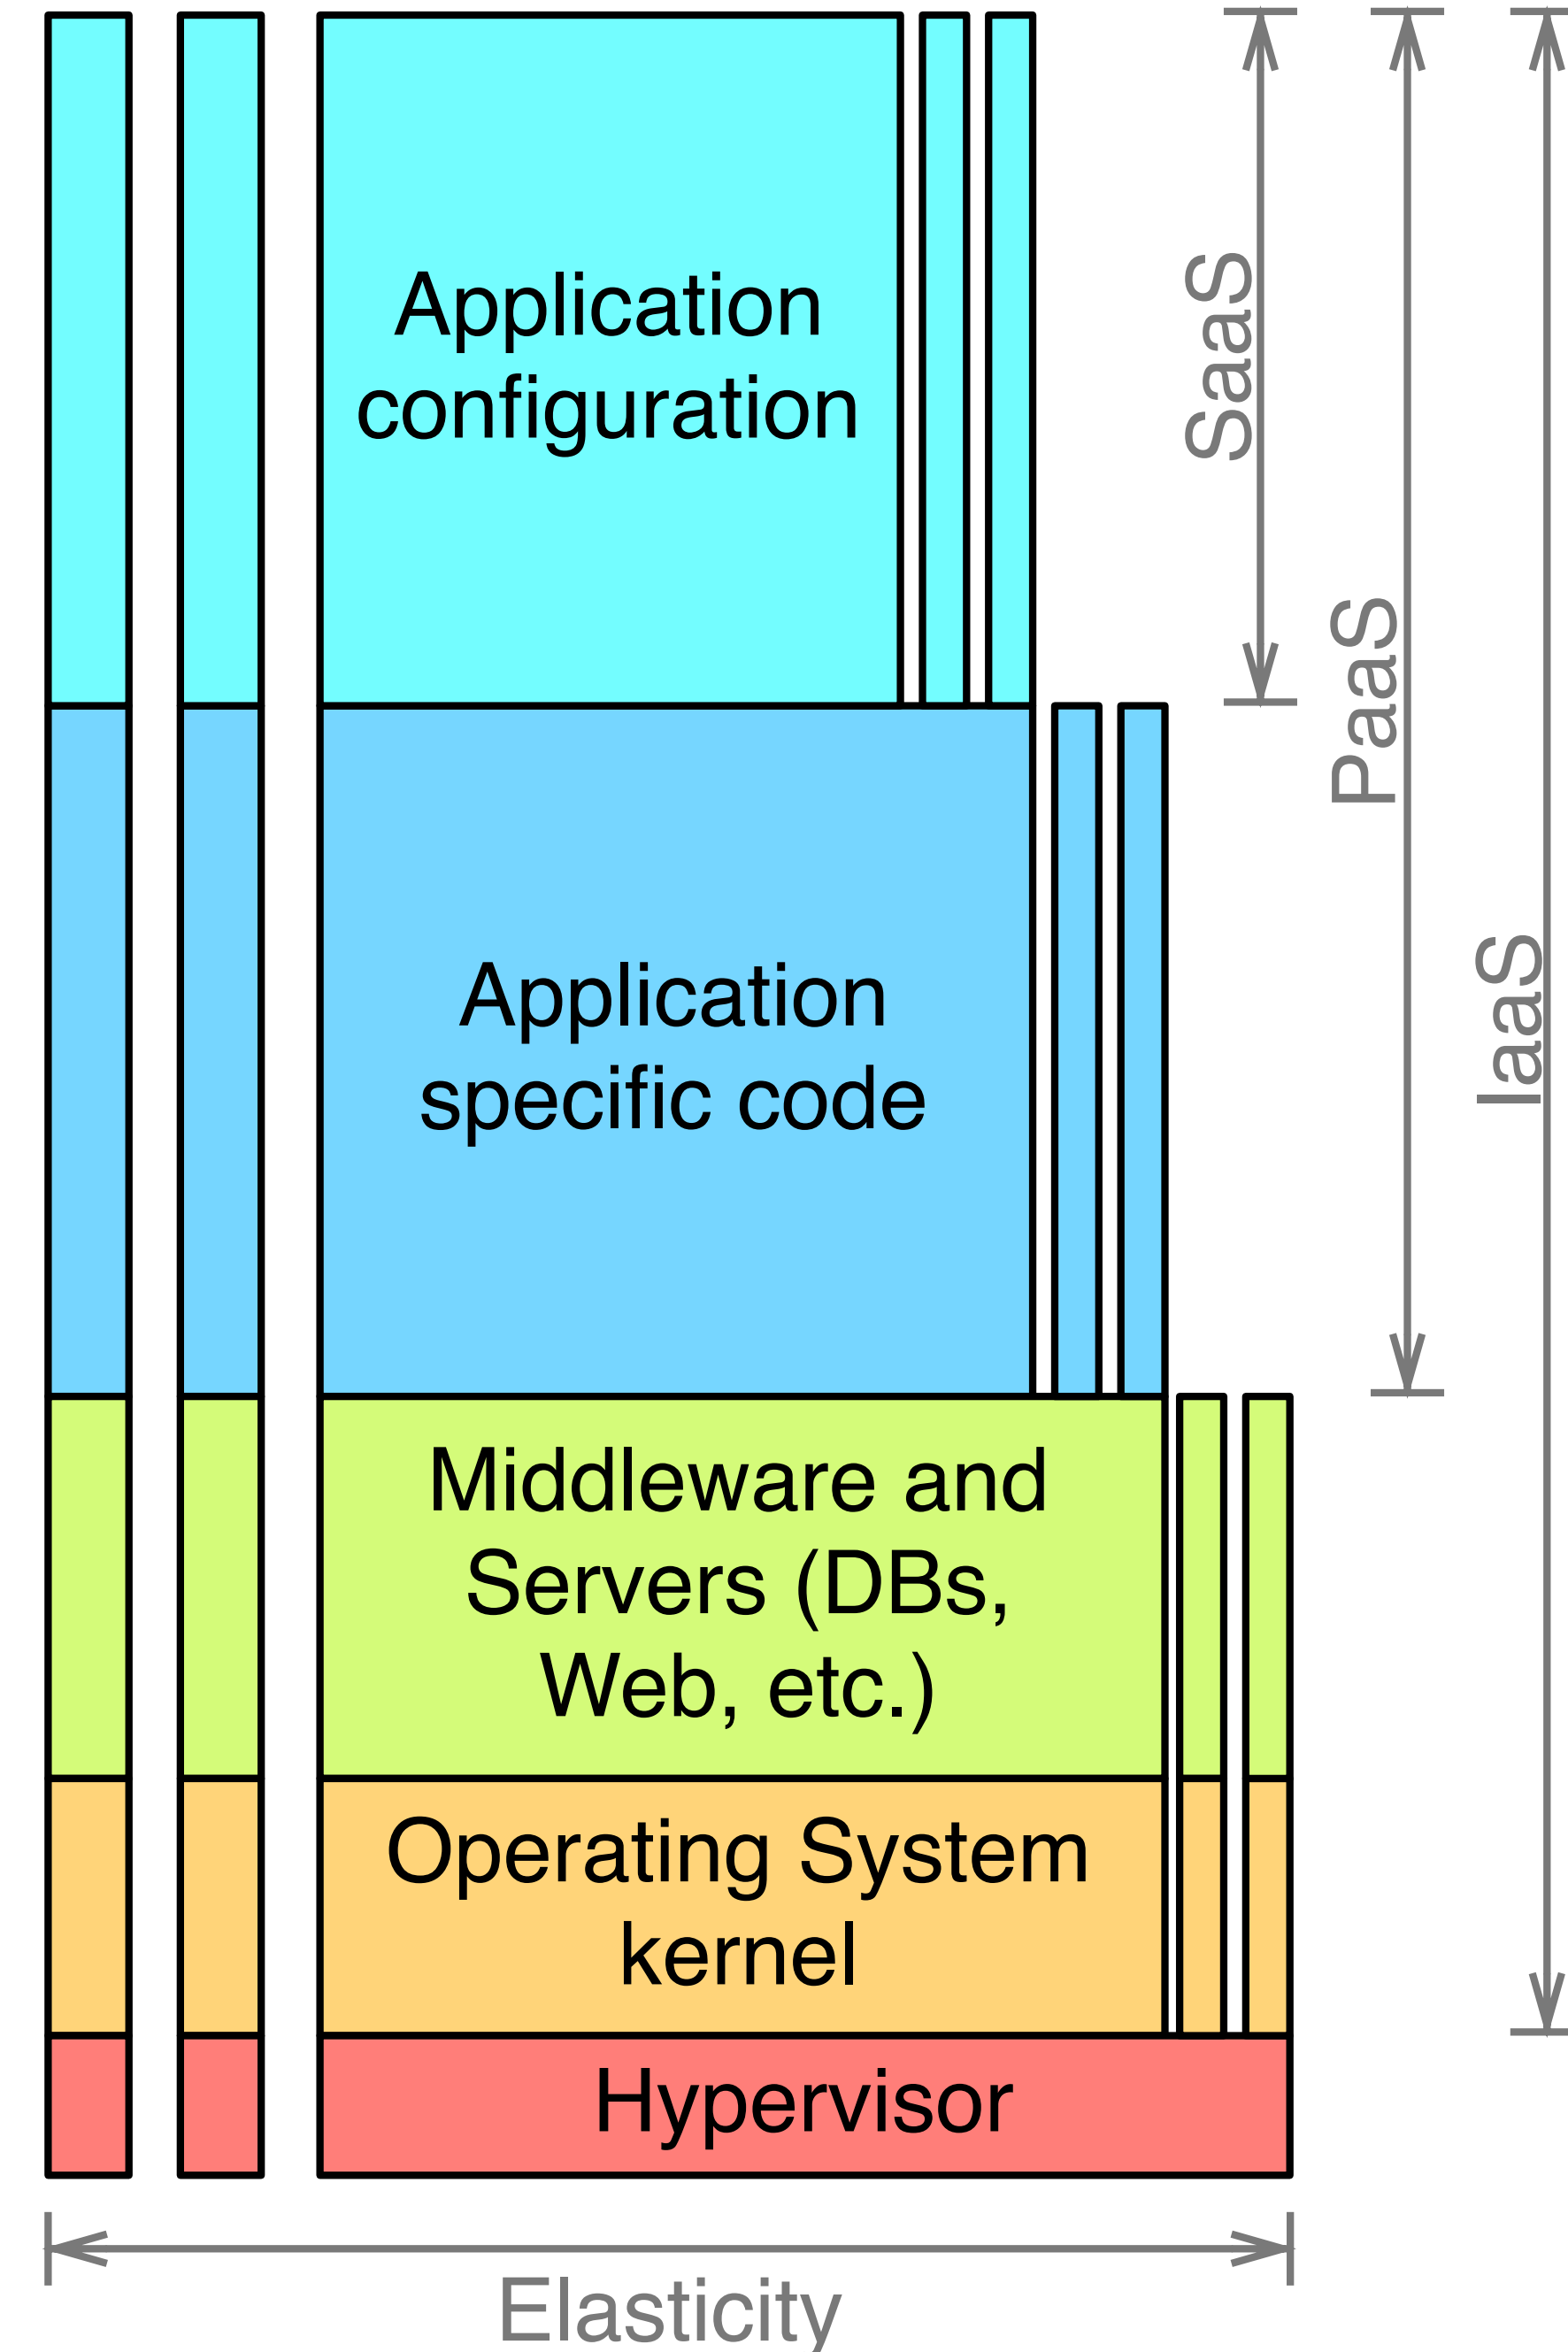 Application
configuration
Application
specific code
Middleware and
Servers (DBs,
Web, etc.)
Operating System
kernel
Hypervisor
SaaS
PaaS
IaaS
Elasticity